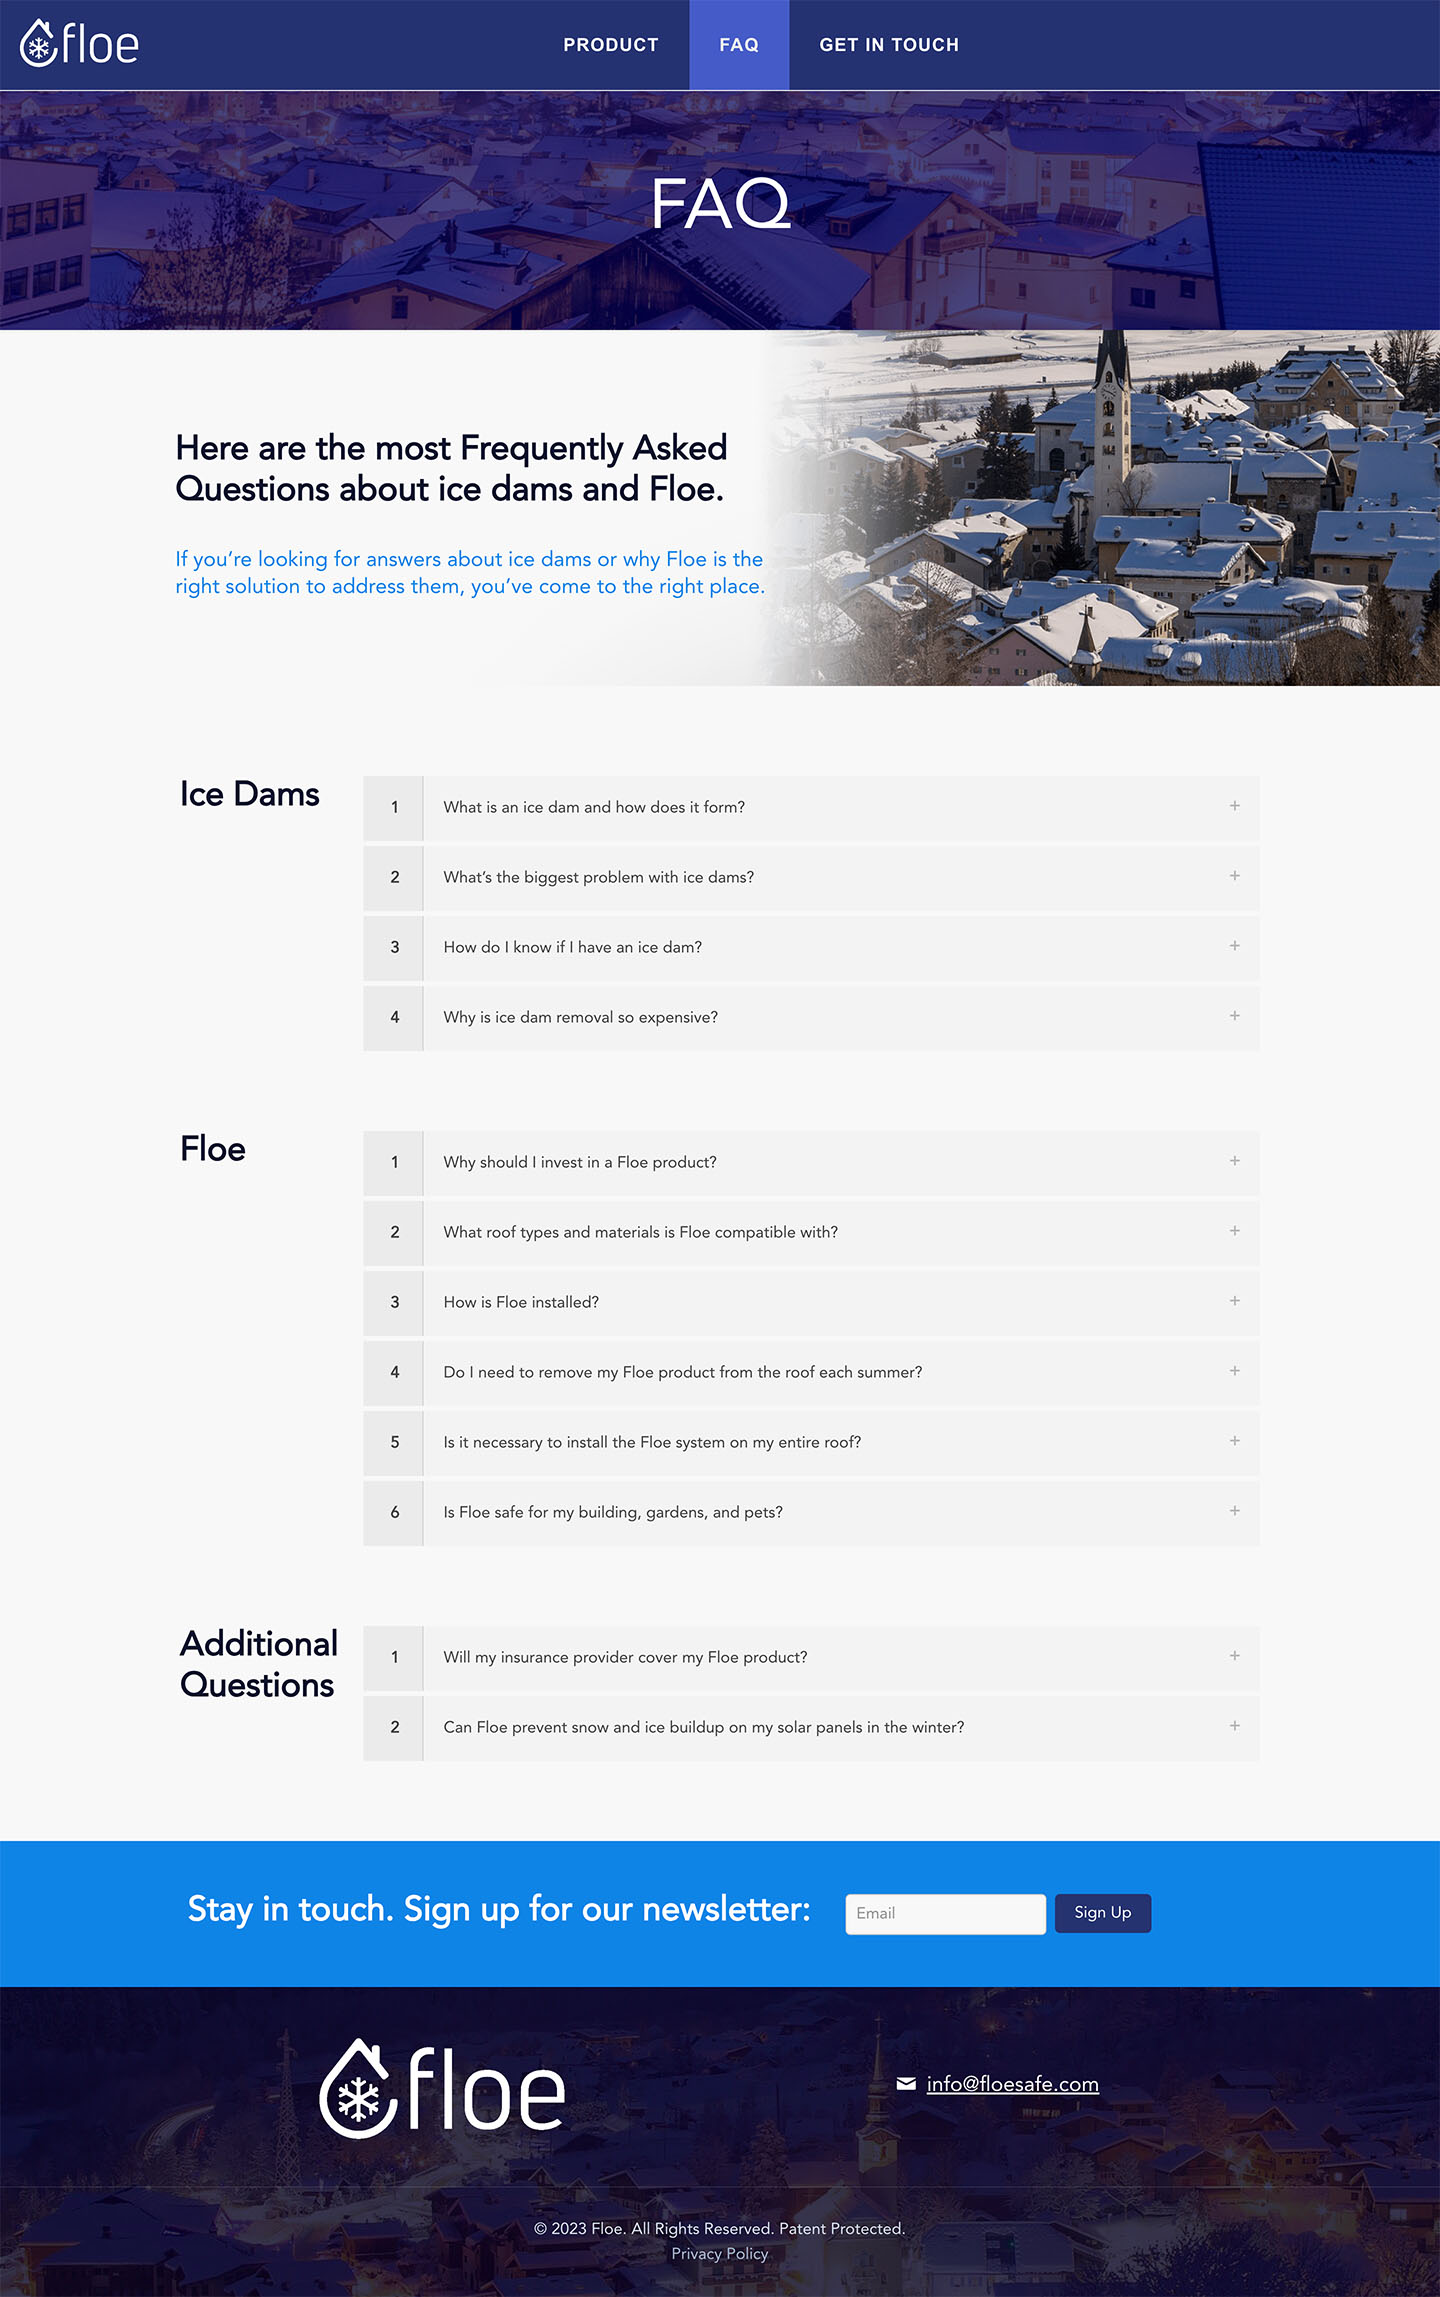 floe
PRODUCT
FAQ
GET IN TOUCH
FAQ
Here are the most Frequently Asked
Questions about ice dams and Floe.
If you’re looking for answers about ice dams or why Floe is the
right solution to address them, you’ve come to the right place.
Ice Dams
1 What is an ice dam and how does it form? +
2 What’s the biggest problem with ice dams? +
3 How do I know if I have an ice dam? +
4 Why is ice dam removal so expensive? +
Floe
1 Why should I invest in a Floe product? +
2 What roof types and materials is Floe compatible with? +
3 How is Floe installed? +
4 Do I need to remove my Floe product from the roof each summer? +
5 Is it necessary to install the Floe system on my entire roof? +
6 Is Floe safe for my building, gardens, and pets? +
Additional
Questions
1 Will my insurance provider cover my Floe product? +
2 Can Floe prevent snow and ice buildup on my solar panels in the winter? +
Stay in touch. Sign up for our newsletter:
Email
Sign Up
floe
info@floesafe.com
© 2023 Floe. All Rights Reserved. Patent Protected.
Privacy Policy